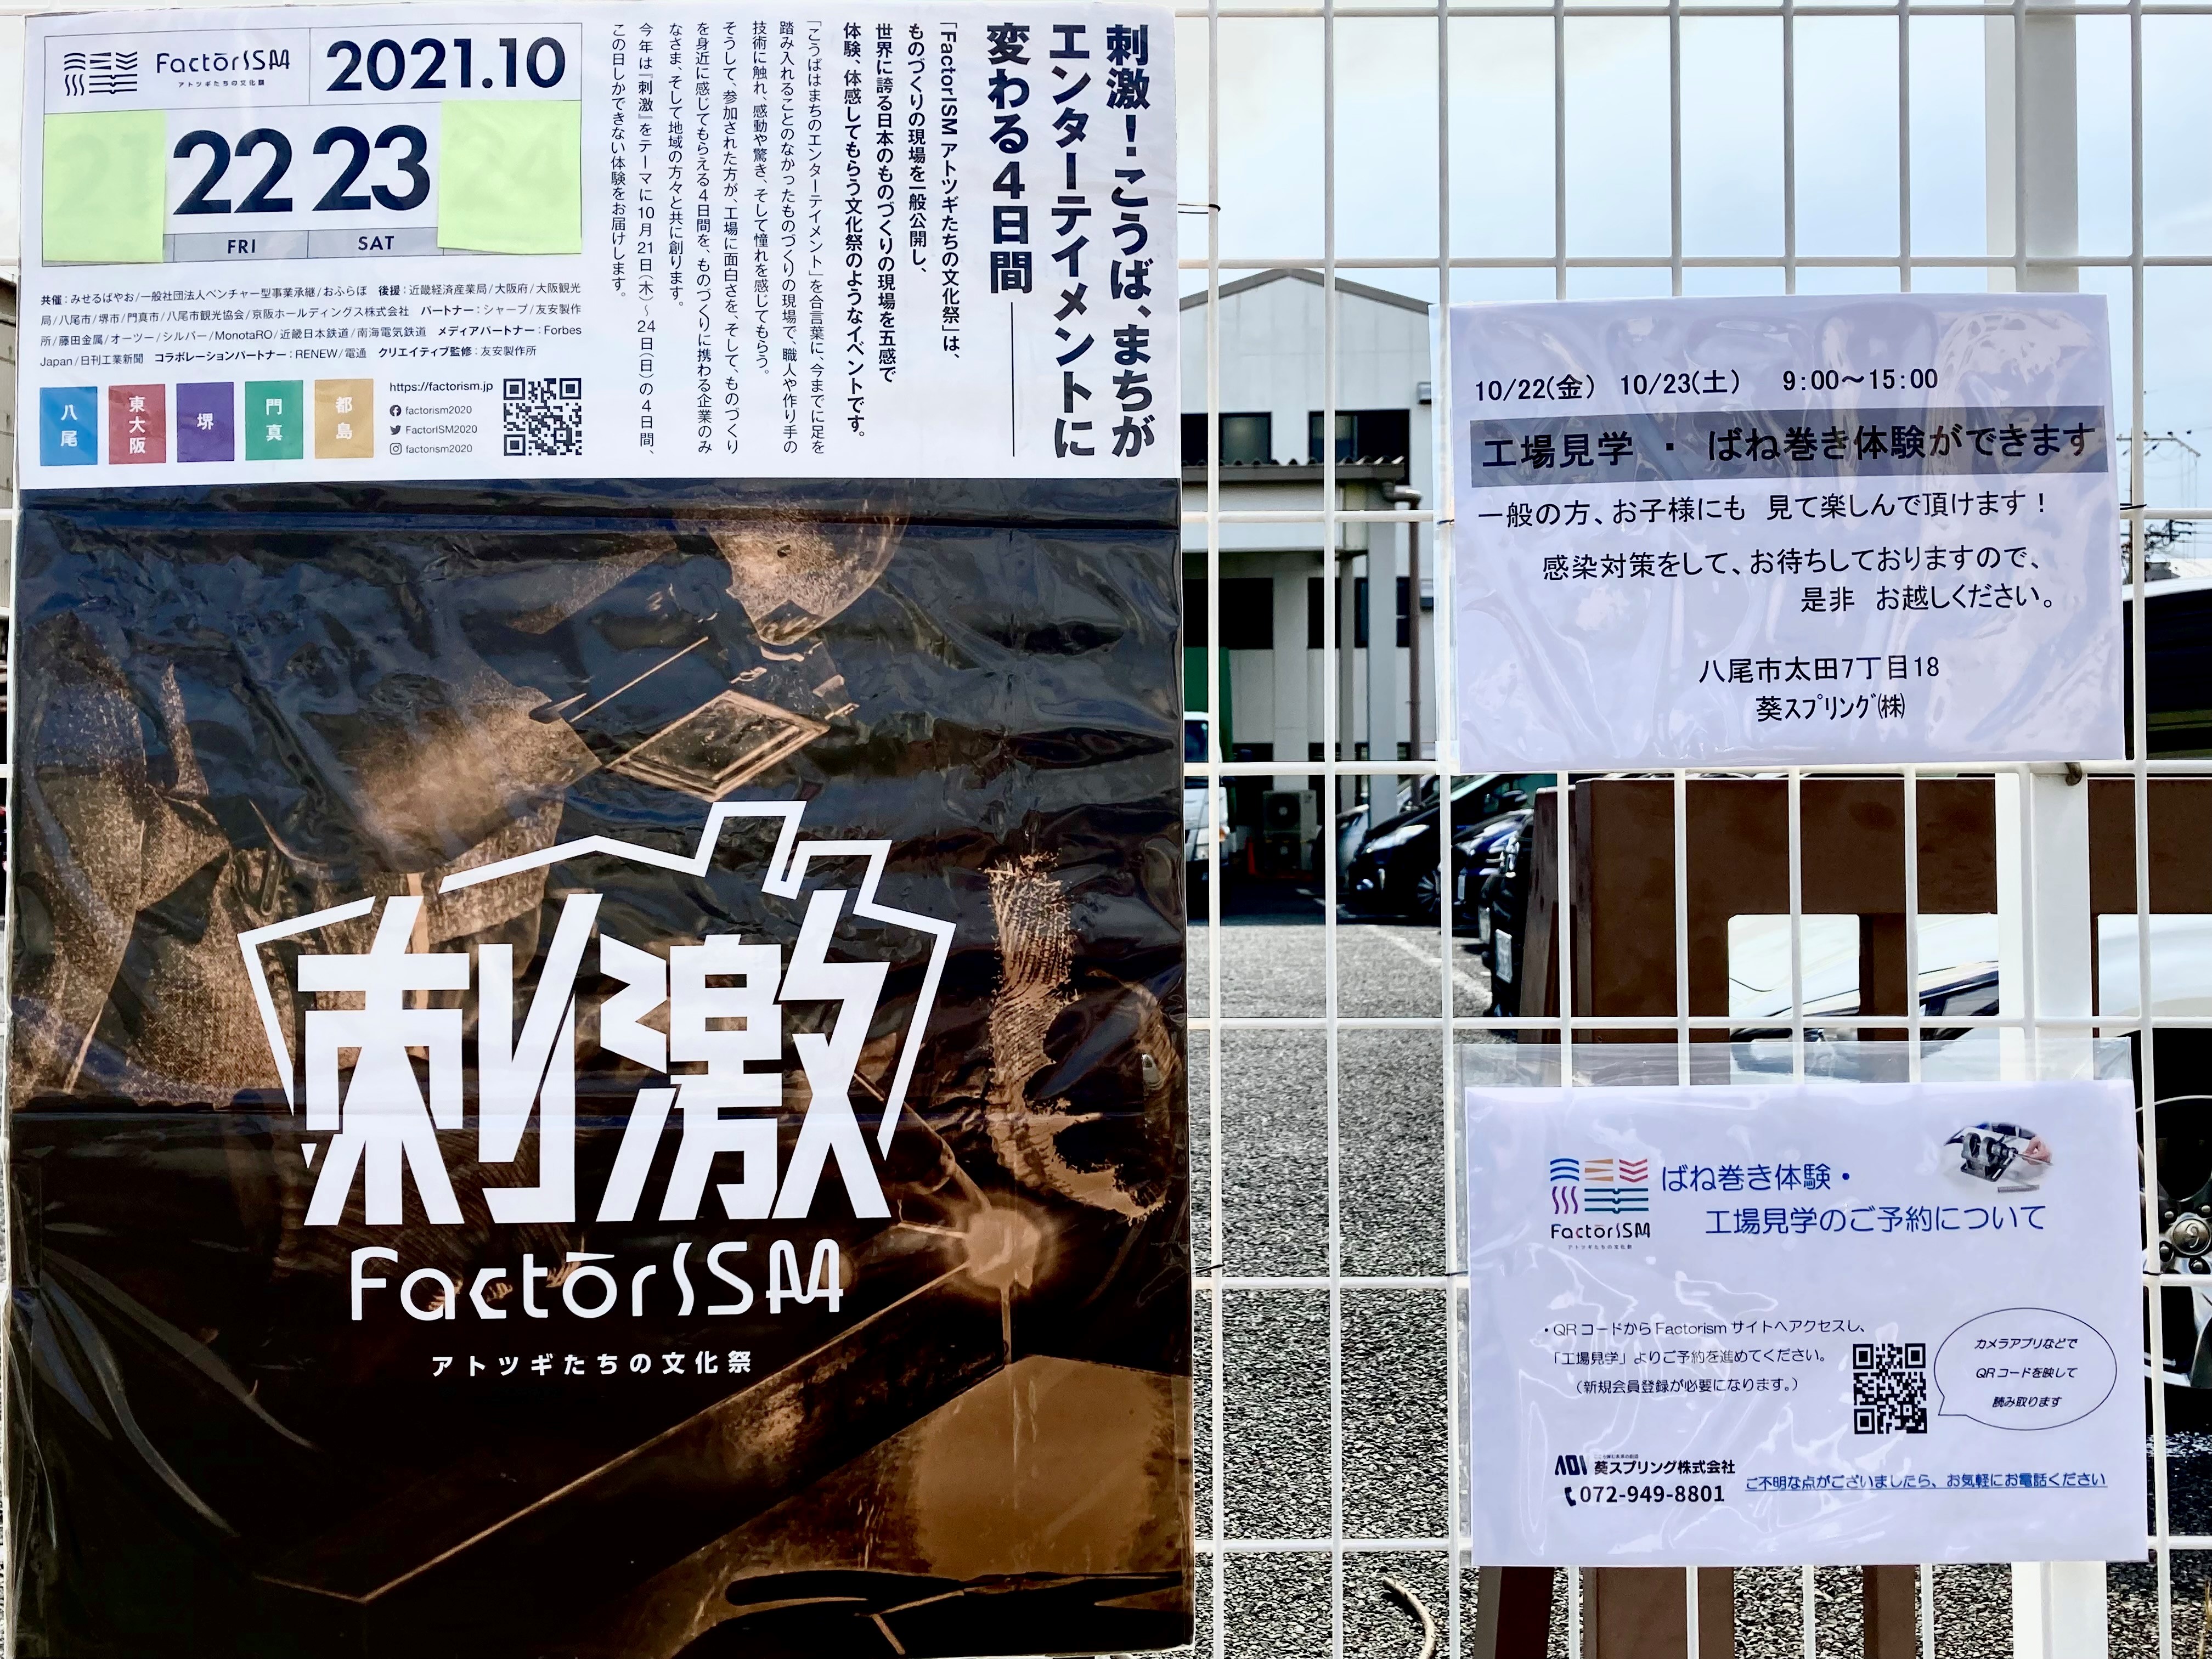 FactorISM
アトツギたちの文化祭
2021.10
22 23
FRI SAT
共催：みせるばやお/一般社団法人ベンチャー型事業承継/おふらぼ 後援：近畿経済産業局/大阪府/大阪観光
局/八尾市/堺市/門真市/八尾市観光協会/京阪ホールディングス株式会社 パートナー：シャープ/友安製作
所/藤田金属/オーツー/シルバー/MonotaRO/近畿日本鉄道/南海電気鉄道 メディアパートナー：Forbes
Japan/日刊工業新聞 コラボレーションパートナー：RENEW/電通 クリエイティブ監修：友安製作所
八尾
東大阪
堺
門真
都島
https://factorism.jp
factorism2020
FactorISM2020
factorism2020
刺激！こうば、まちが
エンターテイメントに
変わる4日間
「FactorISM アトツギたちの文化祭」は、
ものづくりの現場を一般公開し、
世界に誇る日本のものづくりの現場を五感で
体験、体感してもらう文化祭のようなイベントです。
「こうばはまちのエンターテイメント」を合言葉に、今までに足を
踏み入れることのなかったものづくりの現場で、職人や作り手の
技術に触れ、感動や驚き、そして憧れを感じてもらう。
そうして、参加された方が、工場に面白さを、そして、ものづくり
を身近に感じてもらえる4日間を、ものづくりに携わる企業のみ
なさま、そして地域の方々と共に創ります。
今年は『刺激』をテーマに10月21日（木）〜24日（日）の4日間、
この日しかできない体験をお届けします。
刺激
FactorISM
アトツギたちの文化祭
10/22(金) 10/23(土) 9:00〜15:00
工場見学 ・ ばね巻き体験ができます
一般の方、お子様にも 見て楽しんで頂けます！
感染対策をして、お待ちしておりますので、
是非 お越しください。
八尾市太田7丁目18
葵ｽﾌﾟﾘﾝｸﾞ㈱
FactorISM
アトツギたちの文化祭
ばね巻き体験・
工場見学のご予約について
・QRコードからFactorismサイトへアクセスし、
「工場見学」よりご予約を進めてください。
（新規会員登録が必要になります。）
カメラアプリなどで
QRコードを映して
読み取ります
AOI 葵スプリング株式会社
072-949-8801
ご不明な点がございましたら、お気軽にお電話ください